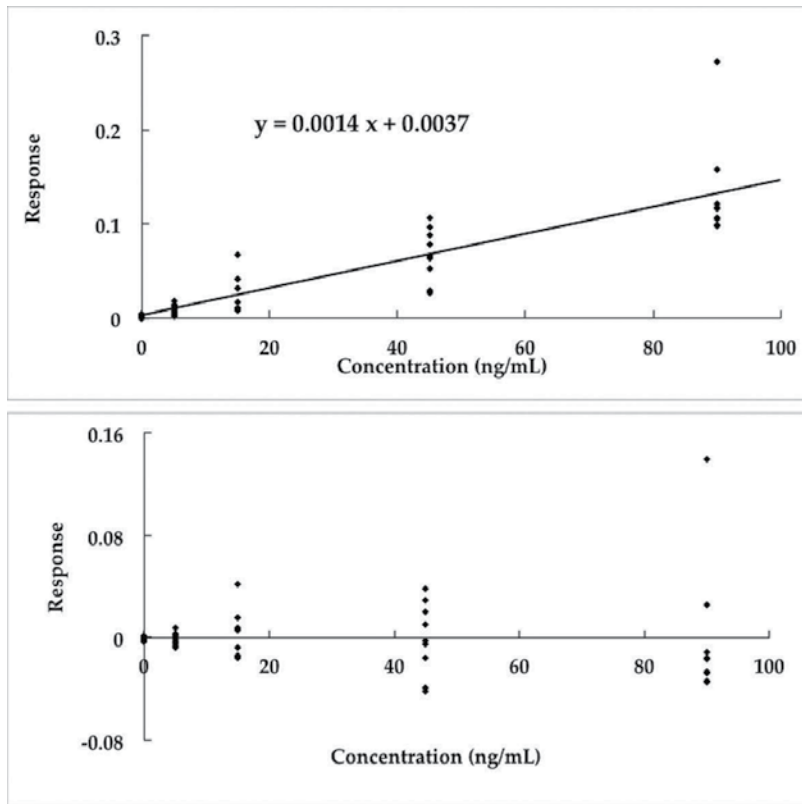 0.3
y = 0.0014 x + 0.0037
0.2
Response
0.1
0
0 20 40 60 80 100
Concentration (ng/mL)
0.16
0.08
Response
0
0 20 40 60 80 100
-0.08
Concentration (ng/mL)